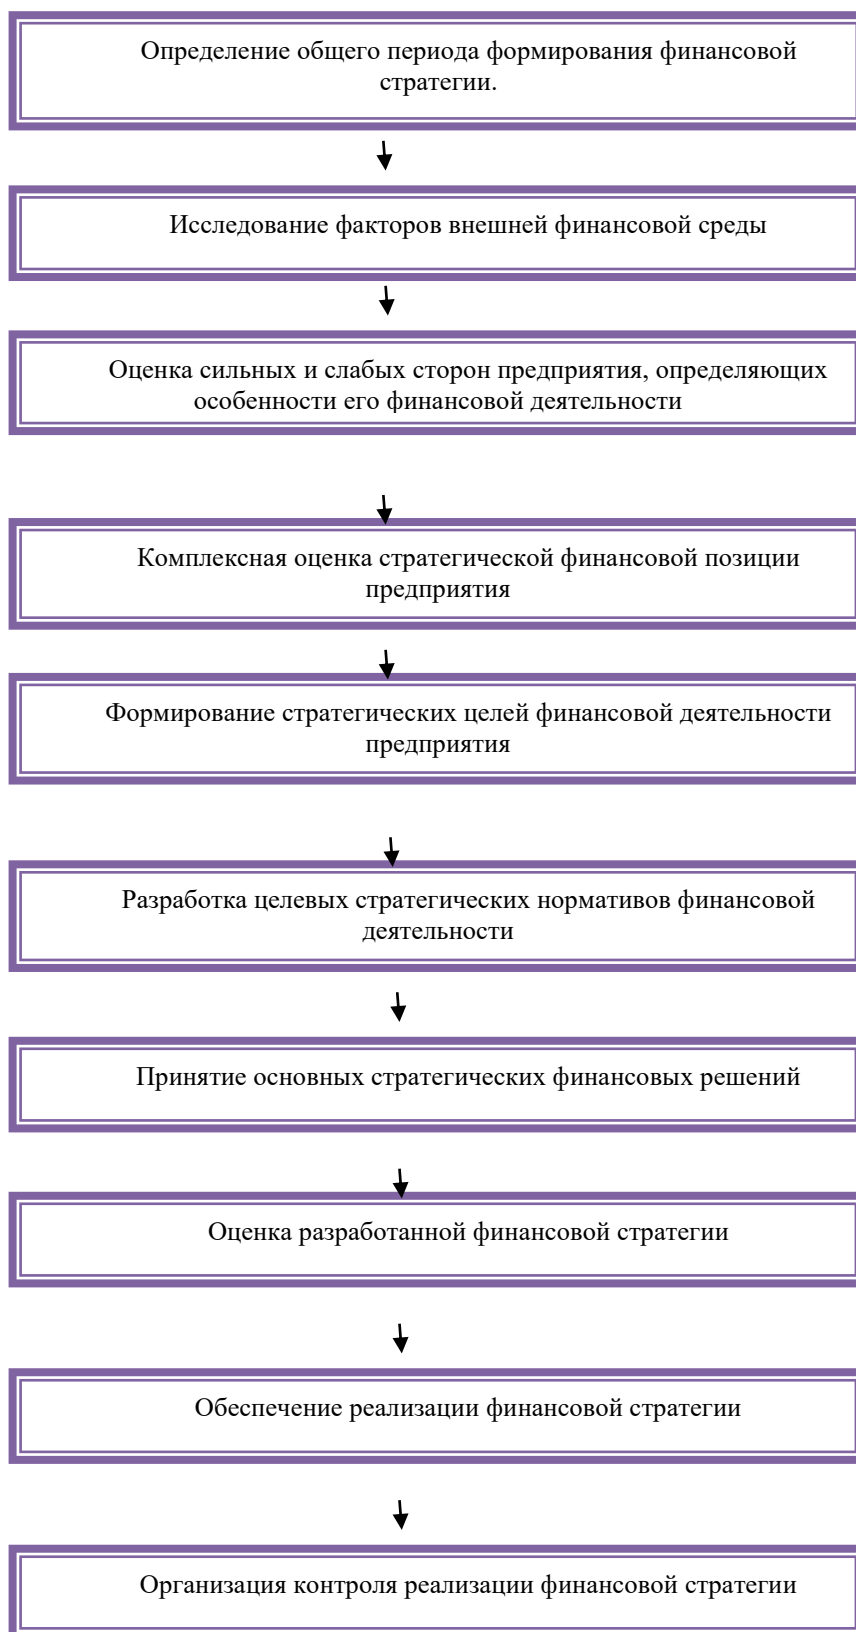 Определение общего периода формирования финансовой
стратегии.
Исследование факторов внешней финансовой среды
Оценка сильных и слабых сторон предприятия, определяющих
особенности его финансовой деятельности
Комплексная оценка стратегической финансовой позиции
предприятия
Формирование стратегических целей финансовой деятельности
предприятия
Разработка целевых стратегических нормативов финансовой
деятельности
Принятие основных стратегических финансовых решений
Оценка разработанной финансовой стратегии
Обеспечение реализации финансовой стратегии
Организация контроля реализации финансовой стратегии